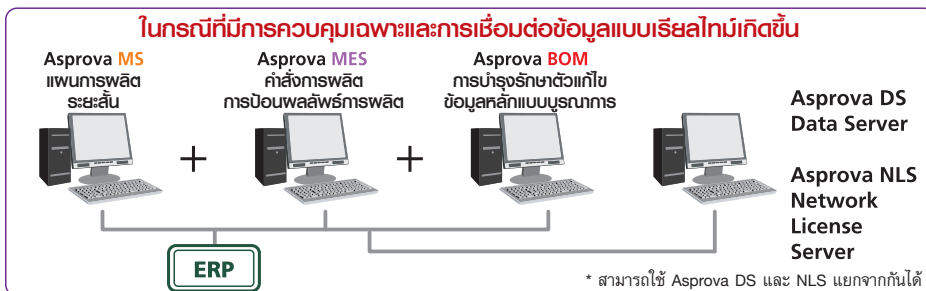 ในกรณีที่มีการควบคุมเฉพาะและการเชื่อมต่อข้อมูลแบบเรียลไทม์เกิดขึ้น
Asprova MS
แผนการผลิต
ระยะสั้น
Asprova MES
คำสั่งการผลิต
การป้อนผลลัพธ์การผลิต
Asprova BOM
การบำรุงรักษาตัวแก้ไข
ข้อมูลหลักแบบบูรณาการ
+
+
Asprova DS
Data Server
Asprova NLS
Network
License
Server
ERP
* สามารถใช้ Asprova DS และ NLS แยกจากกันได้